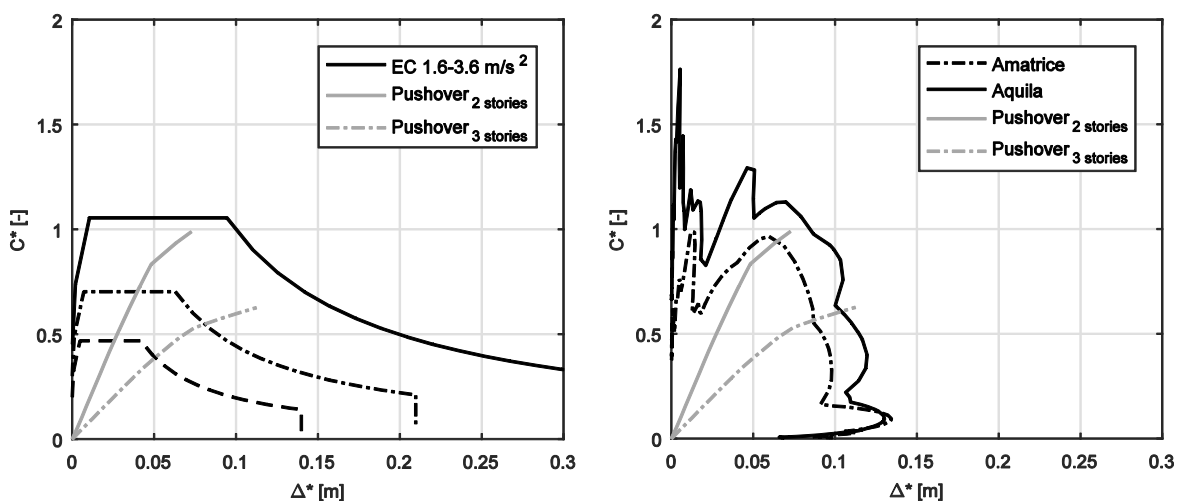 2
1.5
1
0.5
0
C* [-]
0 0.05 0.1 0.15 0.2 0.25 0.3
Δ* [m]
EC 1.6-3.6 m/s 2
Pushover 2 stories
Pushover 3 stories
2
1.5
1
0.5
0
C* [-]
0 0.05 0.1 0.15 0.2 0.25 0.3
Δ* [m]
Amatrice
Aquila
Pushover 2 stories
Pushover 3 stories